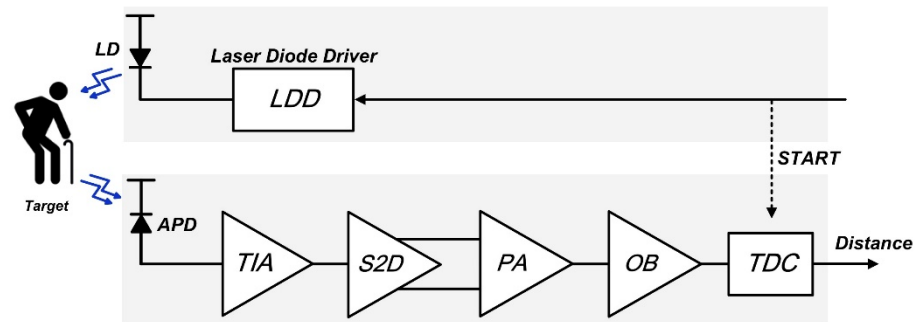 LD
Laser Diode Driver
LDD
START
Target
APD
TIA
S2D
PA
OB
TDC
Distance